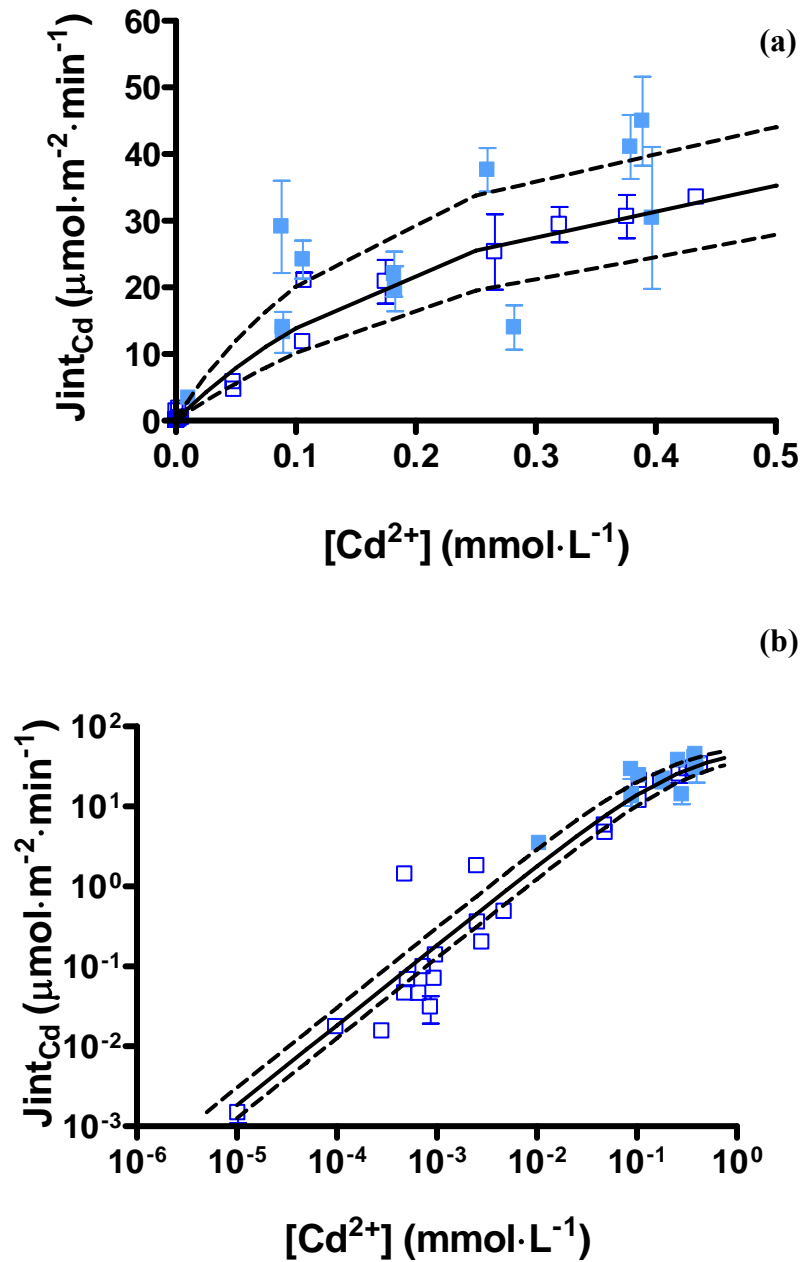 (a)
60
50
40
30
20
10
0
Jint_Cd (μmol·m⁻²·min⁻¹)
0.0 0.1 0.2 0.3 0.4 0.5
[Cd²⁺] (mmol·L⁻¹)
(b)
10²
10¹
10⁰
10⁻¹
10⁻²
10⁻³
Jint_Cd (μmol·m⁻²·min⁻¹)
10⁻⁶ 10⁻⁵ 10⁻⁴ 10⁻³ 10⁻² 10⁻¹ 10⁰
[Cd²⁺] (mmol·L⁻¹)